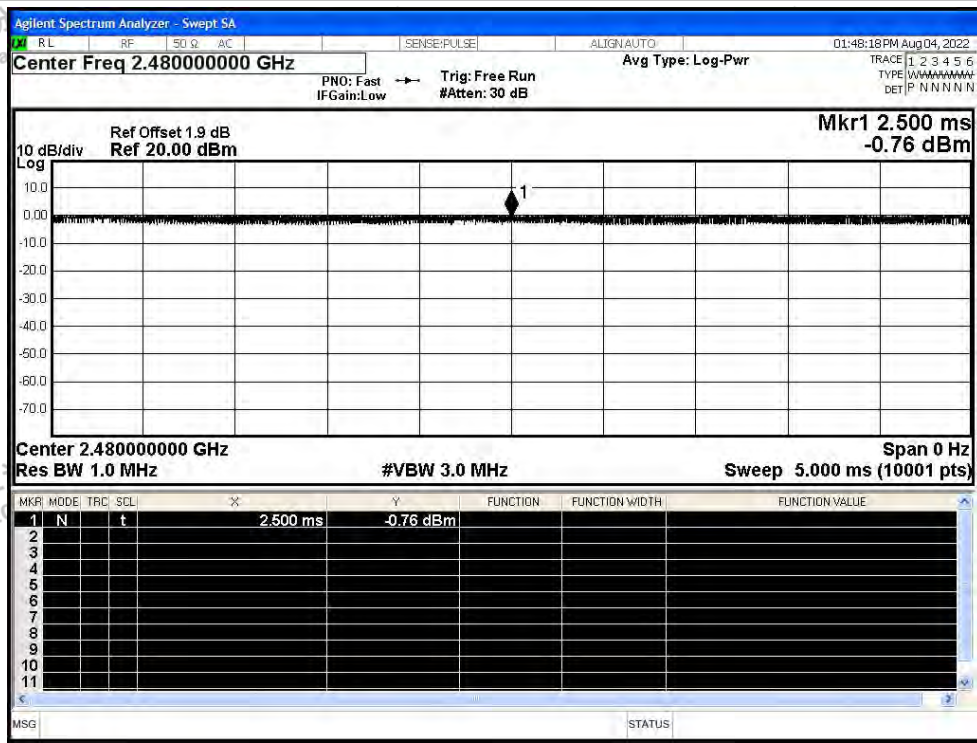 Agilent Spectrum Analyzer - Swept SA
RL RF 50 Ω AC SENSE:PULSE ALIGN AUTO 01:48:18 PM Aug 04, 2022
Center Freq 2.480000000 GHz
PNO: Fast Trig: Free Run Avg Type: Log-Pwr TRACE 1 2 3 4 5 6
IFGain:Low #Atten: 30 dB TYPE
DET P N N N N N
Mkr1 2.500 ms
-0.76 dBm
Ref Offset 1.9 dB
10 dB/div Ref 20.00 dBm
Log
10.0
1
0.00
-10.0
-20.0
-30.0
-40.0
-50.0
-60.0
-70.0
Center 2.480000000 GHz Span 0 Hz
Res BW 1.0 MHz #VBW 3.0 MHz Sweep 5.000 ms (10001 pts)
MKR MODE TRC SCL X Y FUNCTION FUNCTION WIDTH FUNCTION VALUE
1 N t 2.500 ms -0.76 dBm
2
3
4
5
6
7
8
9
10
11
MSG STATUS